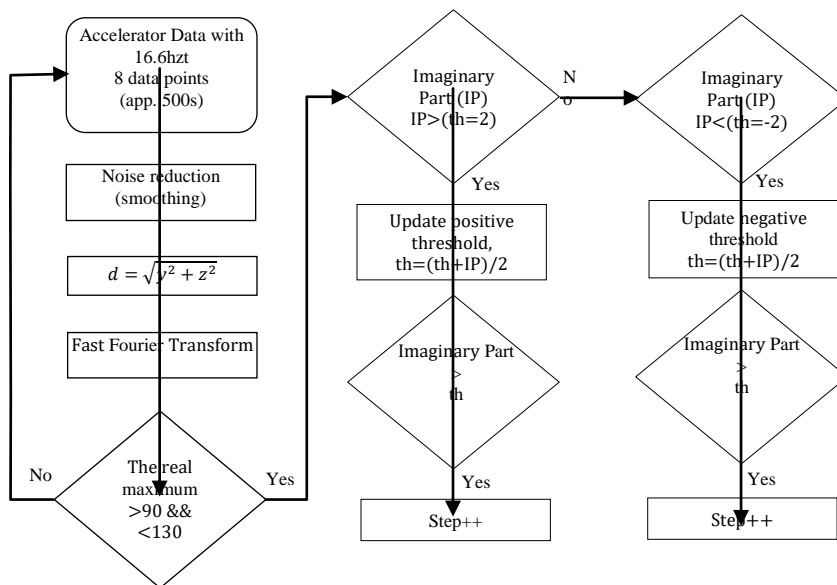 Accelerator Data with
16.6hzt
8 data points
(app. 500s)
Noise reduction
(smoothing)
d = √y² + z²
Fast Fourier Transform
No
The real
maximum
>90 &&
<130
Yes
Imaginary
Part (IP)
IP>(th=2)
N
o
Yes
Update positive
threshold,
th=(th+IP)/2
Imaginary Part
>
th
Yes
Step++
Imaginary
Part (IP)
IP<(th=-2)
Yes
Update negative
threshold
th=(th+IP)/2
Imaginary Part
>
th
Yes
Step++